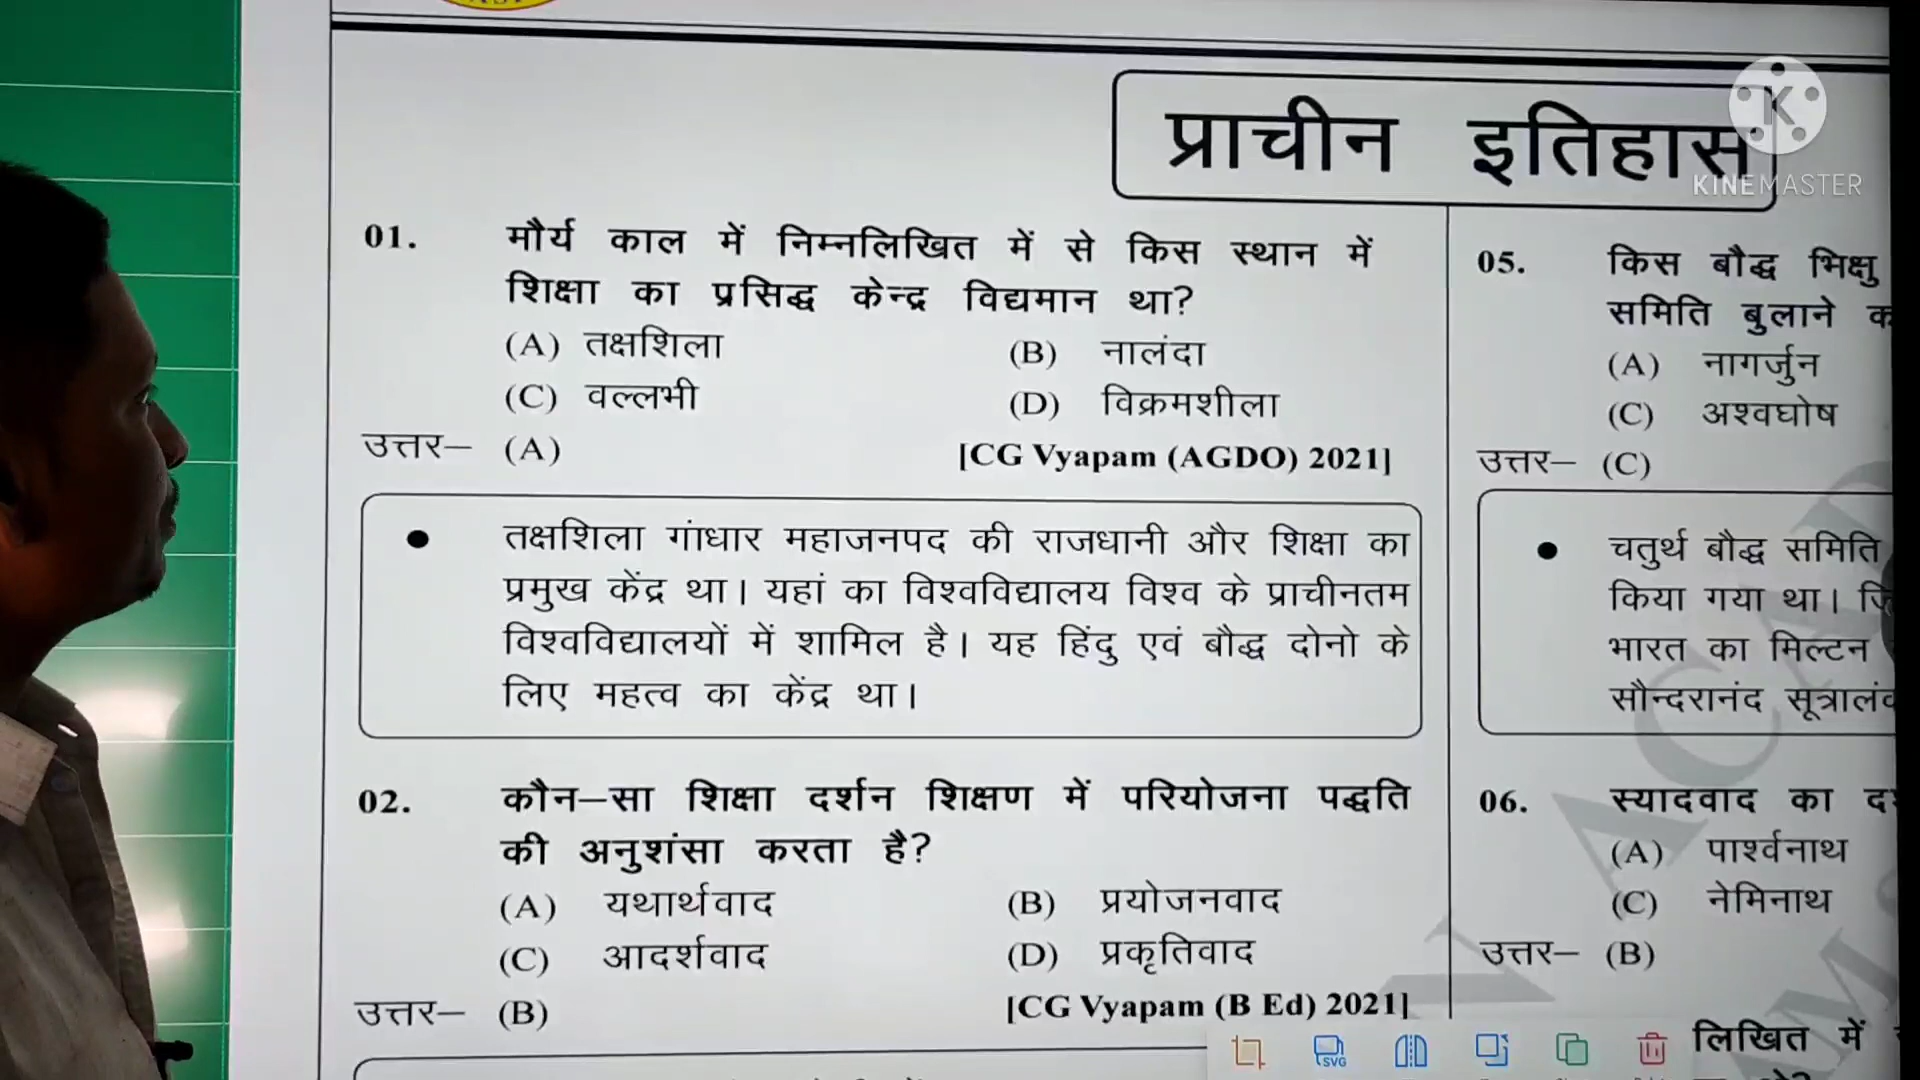 प्राचीन इतिहास
KINEMASTER
01. मौर्य काल में निम्नलिखित में से किस स्थान में
शिक्षा का प्रसिद्ध केन्द्र विद्यमान था?
(A) तक्षशिला (B) नालंदा
(C) वल्लभी (D) विक्रमशीला
उत्तर– (A) [CG Vyapam (AGDO) 2021]
● तक्षशिला गांधार महाजनपद की राजधानी और शिक्षा का
प्रमुख केंद्र था। यहां का विश्वविद्यालय विश्व के प्राचीनतम
विश्वविद्यालयों में शामिल है। यह हिंदु एवं बौद्ध दोनो के
लिए महत्व का केंद्र था।
02. कौन–सा शिक्षा दर्शन शिक्षण में परियोजना पद्धति
की अनुशंसा करता है?
(A) यथार्थवाद (B) प्रयोजनवाद
(C) आदर्शवाद (D) प्रकृतिवाद
उत्तर– (B) [CG Vyapam (B Ed) 2021]
05. किस बौद्ध भिक्षु
समिति बुलाने
(A) नागर्जुन
(C) अश्वघोष
उत्तर– (C)
● चतुर्थ बौद्ध समिति
किया गया था।
भारत का मिल्टन
सौन्दरानंद
06. स्यादवाद का
(A) पार्श्वनाथ
(C) नेमिनाथ
उत्तर– (B)
लिखित में
SVG